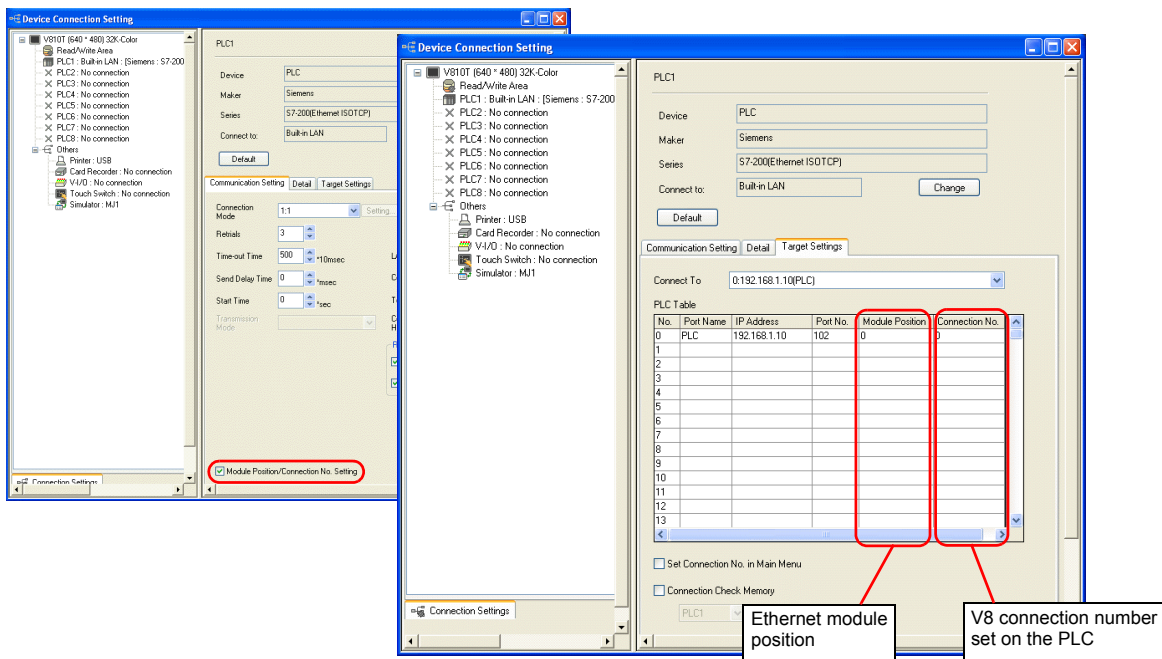 Device Connection Setting
V810T (640 * 480) 32K-Color
Read/Write Area
PLC1 : Built-in LAN : [Siemens : S7-200
PLC2 : No connection
PLC3 : No connection
PLC4 : No connection
PLC5 : No connection
PLC6 : No connection
PLC7 : No connection
PLC8 : No connection
Others
Printer : USB
Card Recorder : No connection
V-I/O : No connection
Touch Switch : No connection
Simulator : MJ1
Connection Settings
PLC1
Device PLC
Maker Siemens
Series S7-200(Ethernet ISOTCP)
Connect to: Built-in LAN
Default
Communication Setting Detail Target Settings
Connection Mode 1:1 Setting
Retrials 3
Time-out Time 500 *10msec
Send Delay Time 0 *msec
Start Time 0 *sec
Transmission Mode
Module Position/Connection No. Setting
Device Connection Setting
V810T (640 * 480) 32K-Color
Read/Write Area
PLC1 : Built-in LAN : [Siemens : S7-200
PLC2 : No connection
PLC3 : No connection
PLC4 : No connection
PLC5 : No connection
PLC6 : No connection
PLC7 : No connection
PLC8 : No connection
Others
Printer : USB
Card Recorder : No connection
V-I/O : No connection
Touch Switch : No connection
Simulator : MJ1
Connection Settings
PLC1
Device PLC
Maker Siemens
Series S7-200(Ethernet ISOTCP)
Connect to: Built-in LAN Change
Default
Communication Setting Detail Target Settings
Connect To 0:192.168.1.10(PLC)
PLC Table
No. Port Name IP Address Port No. Module Position Connection No.
0 PLC 192.168.1.10 102 0 0
1
2
3
4
5
6
7
8
9
10
11
12
13
Set Connection No. in Main Menu
Connection Check Memory
PLC1
Ethernet module
position
V8 connection number
set on the PLC